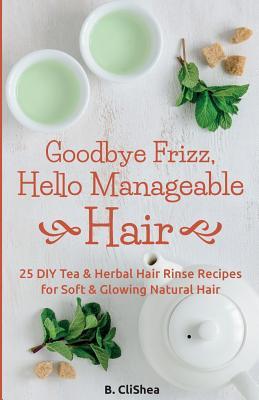 Goodbye Frizz,
Hello Manageable
Hair
25 DIY Tea & Herbal Hair Rinse Recipes
for Soft & Glowing Natural Hair
B. CliShea